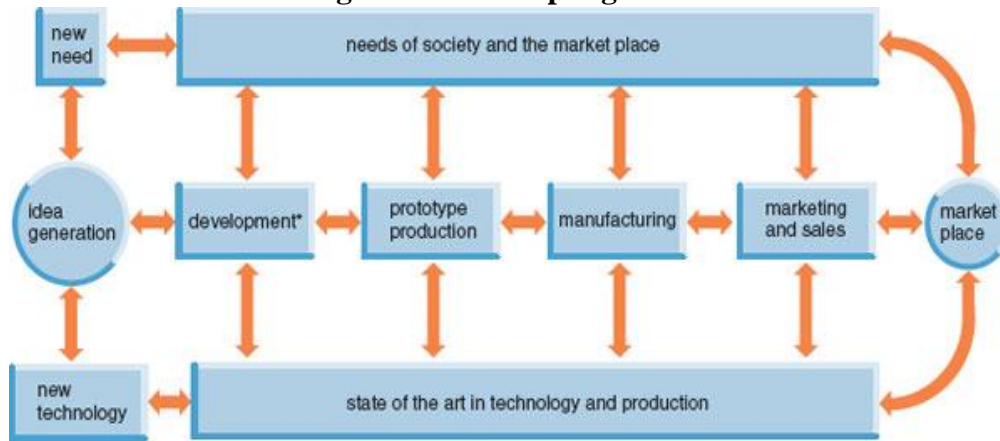 new
need
needs of society and the market place
idea
generation
development*
prototype
production
manufacturing
marketing
and sales
market
place
new
technology
state of the art in technology and production